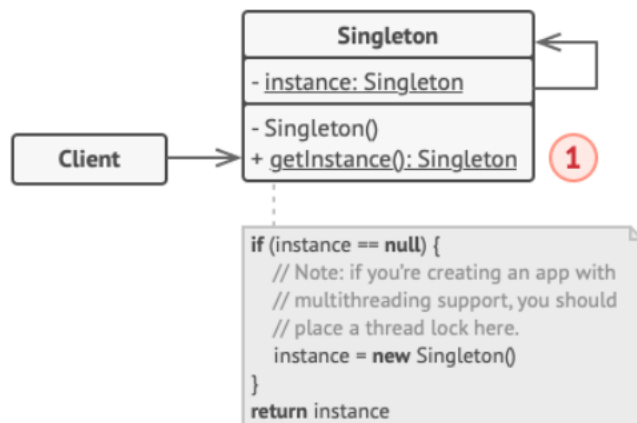 Singleton
- instance: Singleton
- Singleton()
+ getInstance(): Singleton
Client
1
if (instance == null) {
// Note: if you're creating an app with
// multithreading support, you should
// place a thread lock here.
instance = new Singleton()
}
return instance